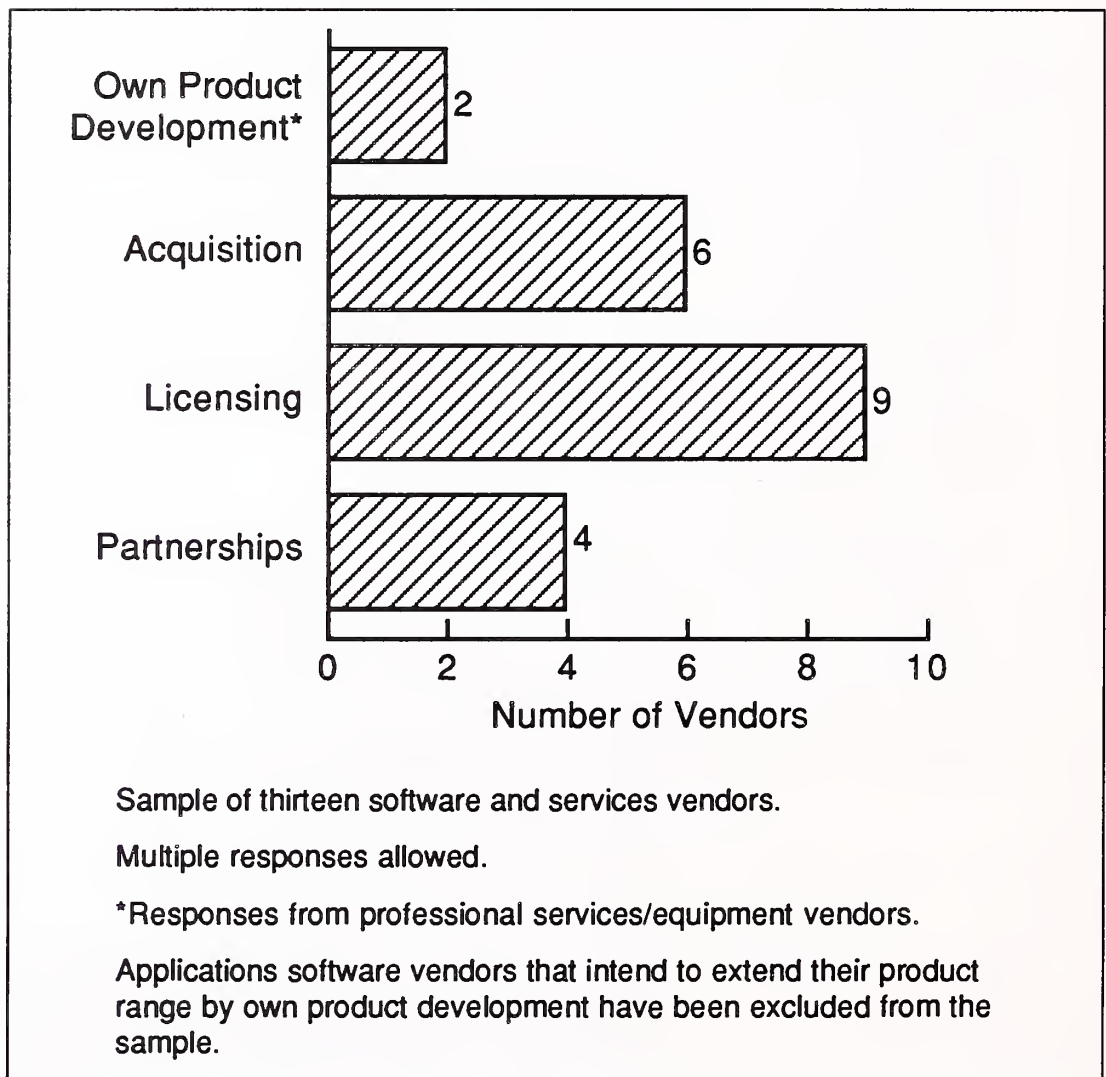 Own Product
Development*
2
Acquisition
6
Licensing
9
Partnerships
4
0 2 4 6 8 10
Number of Vendors
Sample of thirteen software and services vendors.
Multiple responses allowed.
*Responses from professional services/equipment vendors.
Applications software vendors that intend to extend their product
range by own product development have been excluded from the
sample.